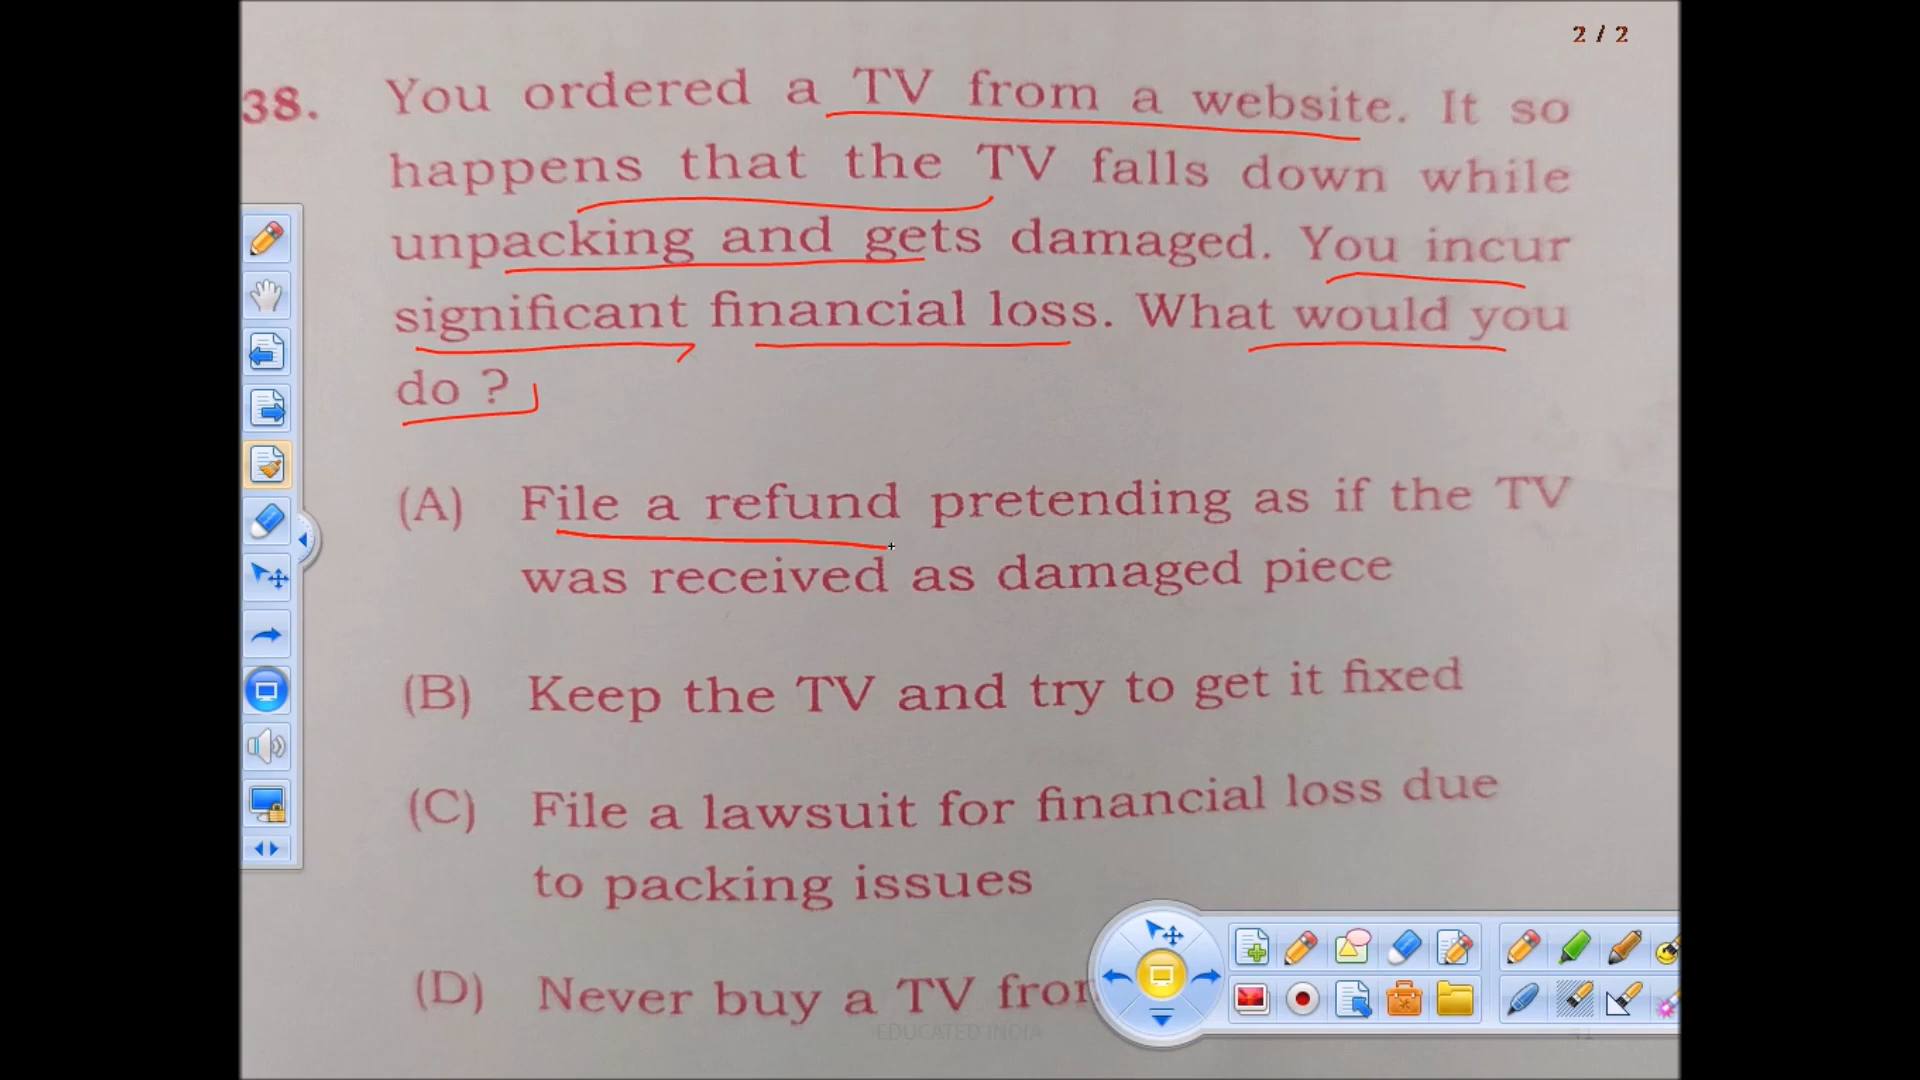 2 / 2
38. You ordered a TV from a website. It so
happens that the TV falls down while
unpacking and gets damaged. You incur
significant financial loss. What would you
do ?
(A) File a refund pretending as if the TV
was received as damaged piece
(B) Keep the TV and try to get it fixed
(C) File a lawsuit for financial loss due
to packing issues
(D) Never buy a TV
EDUCATED INDIA